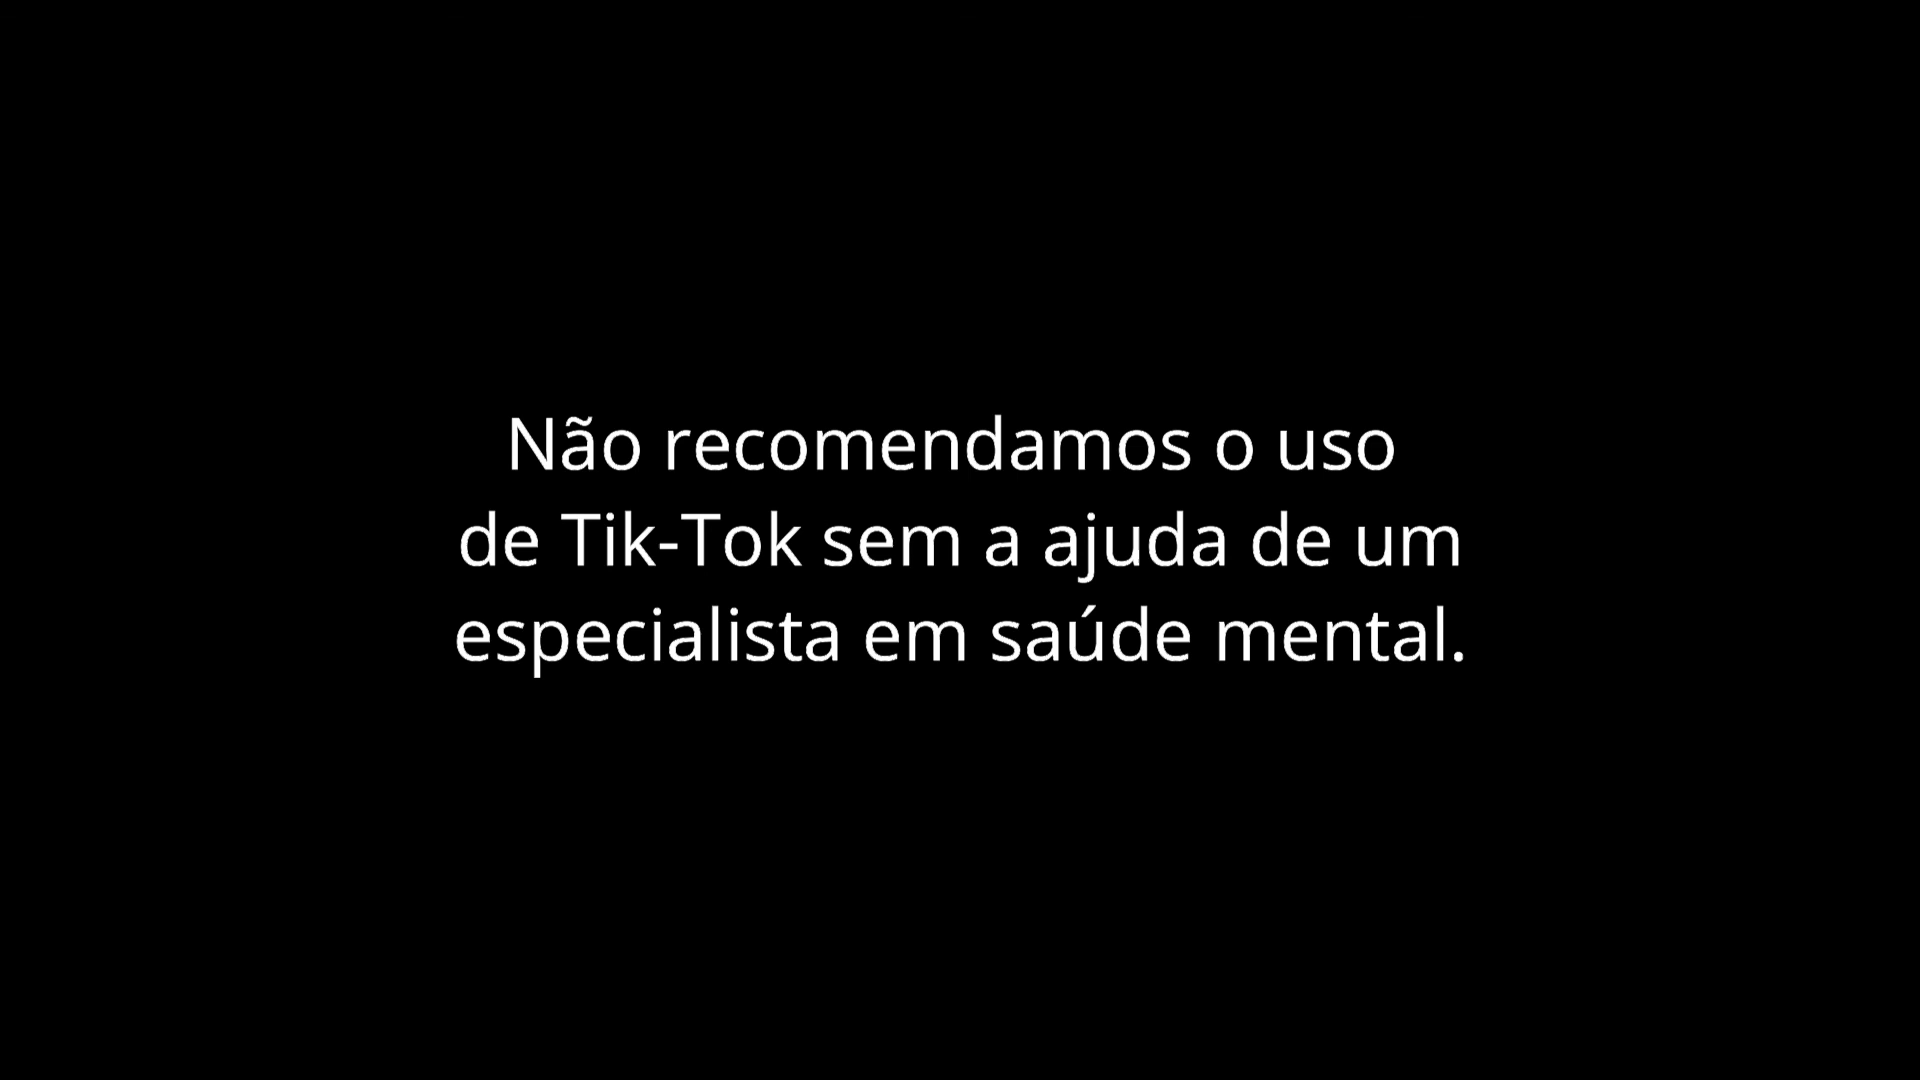 Não recomendamos o uso
de Tik-Tok sem a ajuda de um
especialista em saúde mental.